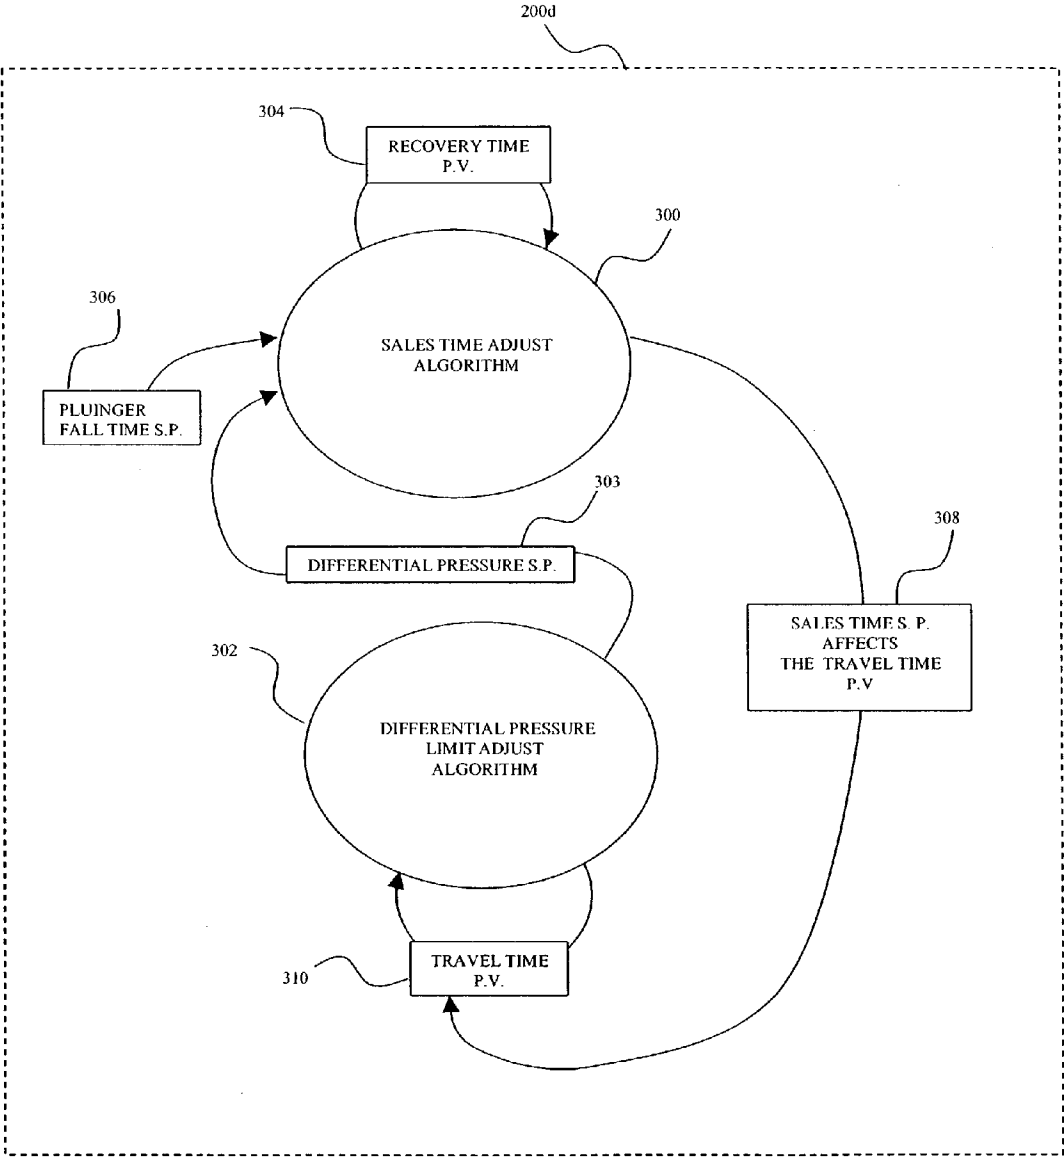 200d
304
RECOVERY TIME
P.V.
300
306
SALES TIME ADJUST
ALGORITHM
PLUINGER
FALL TIME S.P.
303
308
DIFFERENTIAL PRESSURE S.P.
SALES TIME S. P.
AFFECTS
THE TRAVEL TIME
P.V
302
DIFFERENTIAL PRESSURE
LIMIT ADJUST
ALGORITHM
TRAVEL TIME
P.V.
310